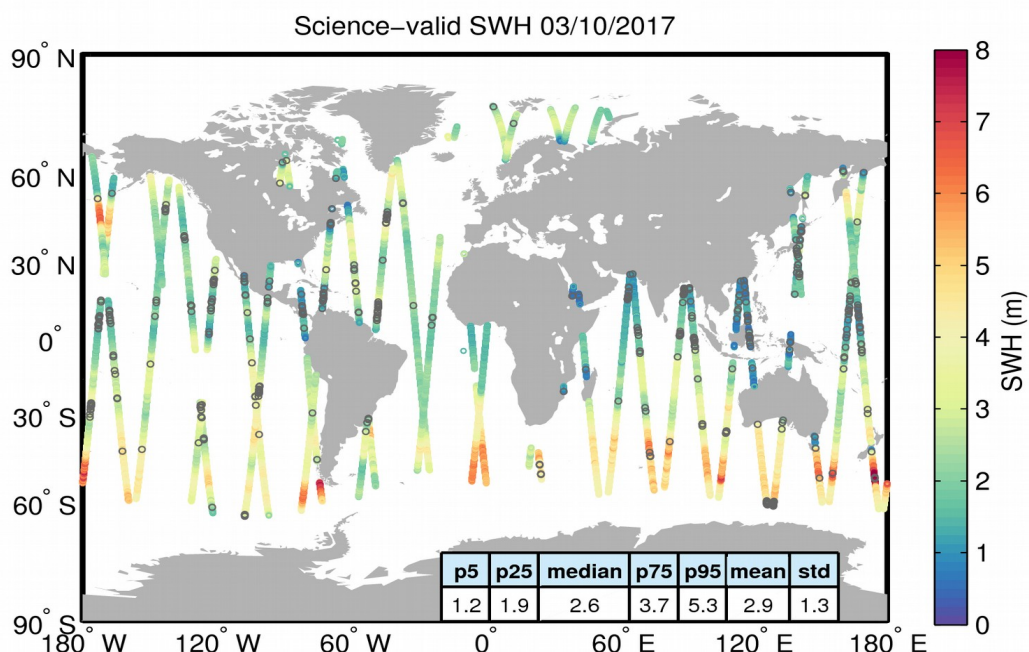 Science−valid SWH 03/10/2017
90° N
60° N
30° N
0°
30° S
60° S
90° S
180° W
120° W
60° W
0°
60° E
120° E
180° E
p5 p25 median p75 p95 mean std
1.2 1.9 2.6 3.7 5.3 2.9 1.3
8
7
6
5
4
3
2
1
0
SWH (m)